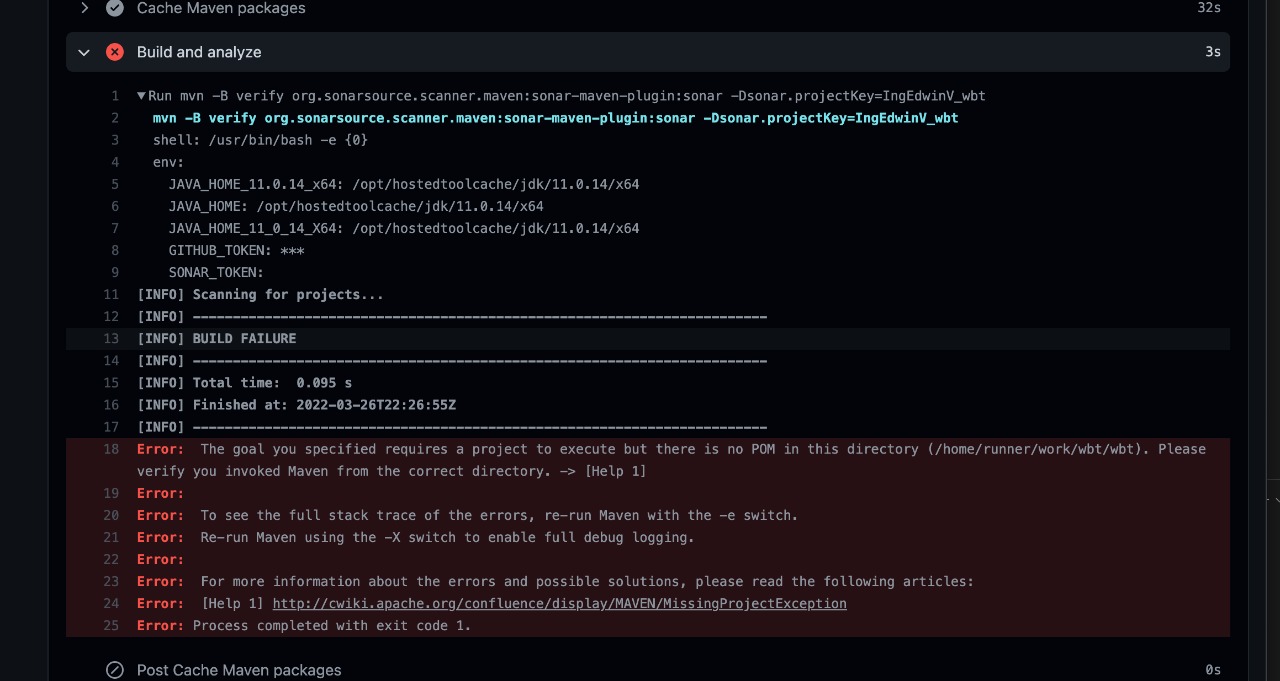 Cache Maven packages 32s
Build and analyze 3s
1 ▼Run mvn -B verify org.sonarsource.scanner.maven:sonar-maven-plugin:sonar -Dsonar.projectKey=IngEdwinV_wbt
2 mvn -B verify org.sonarsource.scanner.maven:sonar-maven-plugin:sonar -Dsonar.projectKey=IngEdwinV_wbt
3 shell: /usr/bin/bash -e {0}
4 env:
5 JAVA_HOME_11.0.14_x64: /opt/hostedtoolcache/jdk/11.0.14/x64
6 JAVA_HOME: /opt/hostedtoolcache/jdk/11.0.14/x64
7 JAVA_HOME_11_0_14_X64: /opt/hostedtoolcache/jdk/11.0.14/x64
8 GITHUB_TOKEN: ***
9 SONAR_TOKEN:
11 [INFO] Scanning for projects...
12 [INFO] ------------------------------------------------------------------------
13 [INFO] BUILD FAILURE
14 [INFO] ------------------------------------------------------------------------
15 [INFO] Total time:  0.095 s
16 [INFO] Finished at: 2022-03-26T22:26:55Z
17 [INFO] ------------------------------------------------------------------------
18 Error:  The goal you specified requires a project to execute but there is no POM in this directory (/home/runner/work/wbt/wbt). Please
verify you invoked Maven from the correct directory. -> [Help 1]
19 Error:
20 Error:  To see the full stack trace of the errors, re-run Maven with the -e switch.
21 Error:  Re-run Maven using the -X switch to enable full debug logging.
22 Error:
23 Error:  For more information about the errors and possible solutions, please read the following articles:
24 Error:  [Help 1] http://cwiki.apache.org/confluence/display/MAVEN/MissingProjectException
25 Error: Process completed with exit code 1.
Post Cache Maven packages 0s